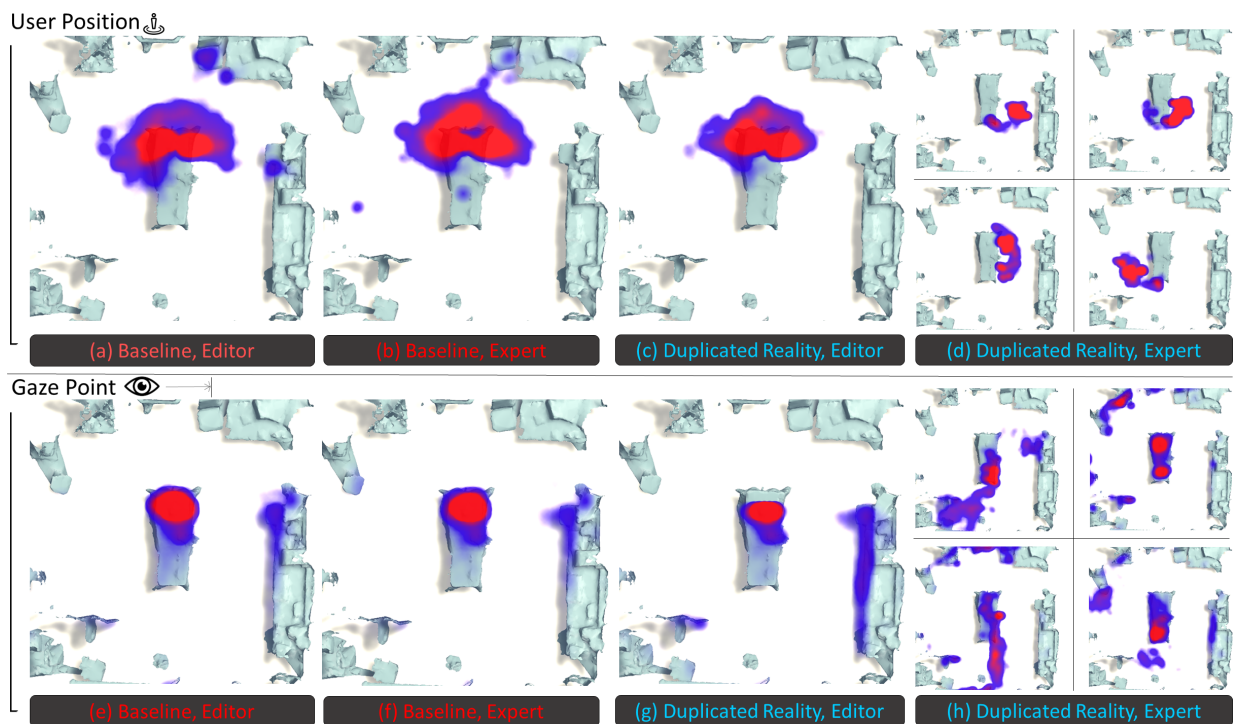 User Position
(a) Baseline, Editor
(b) Baseline, Expert
(c) Duplicated Reality, Editor
(d) Duplicated Reality, Expert
Gaze Point
(e) Baseline, Editor
(f) Baseline, Expert
(g) Duplicated Reality, Editor
(h) Duplicated Reality, Expert